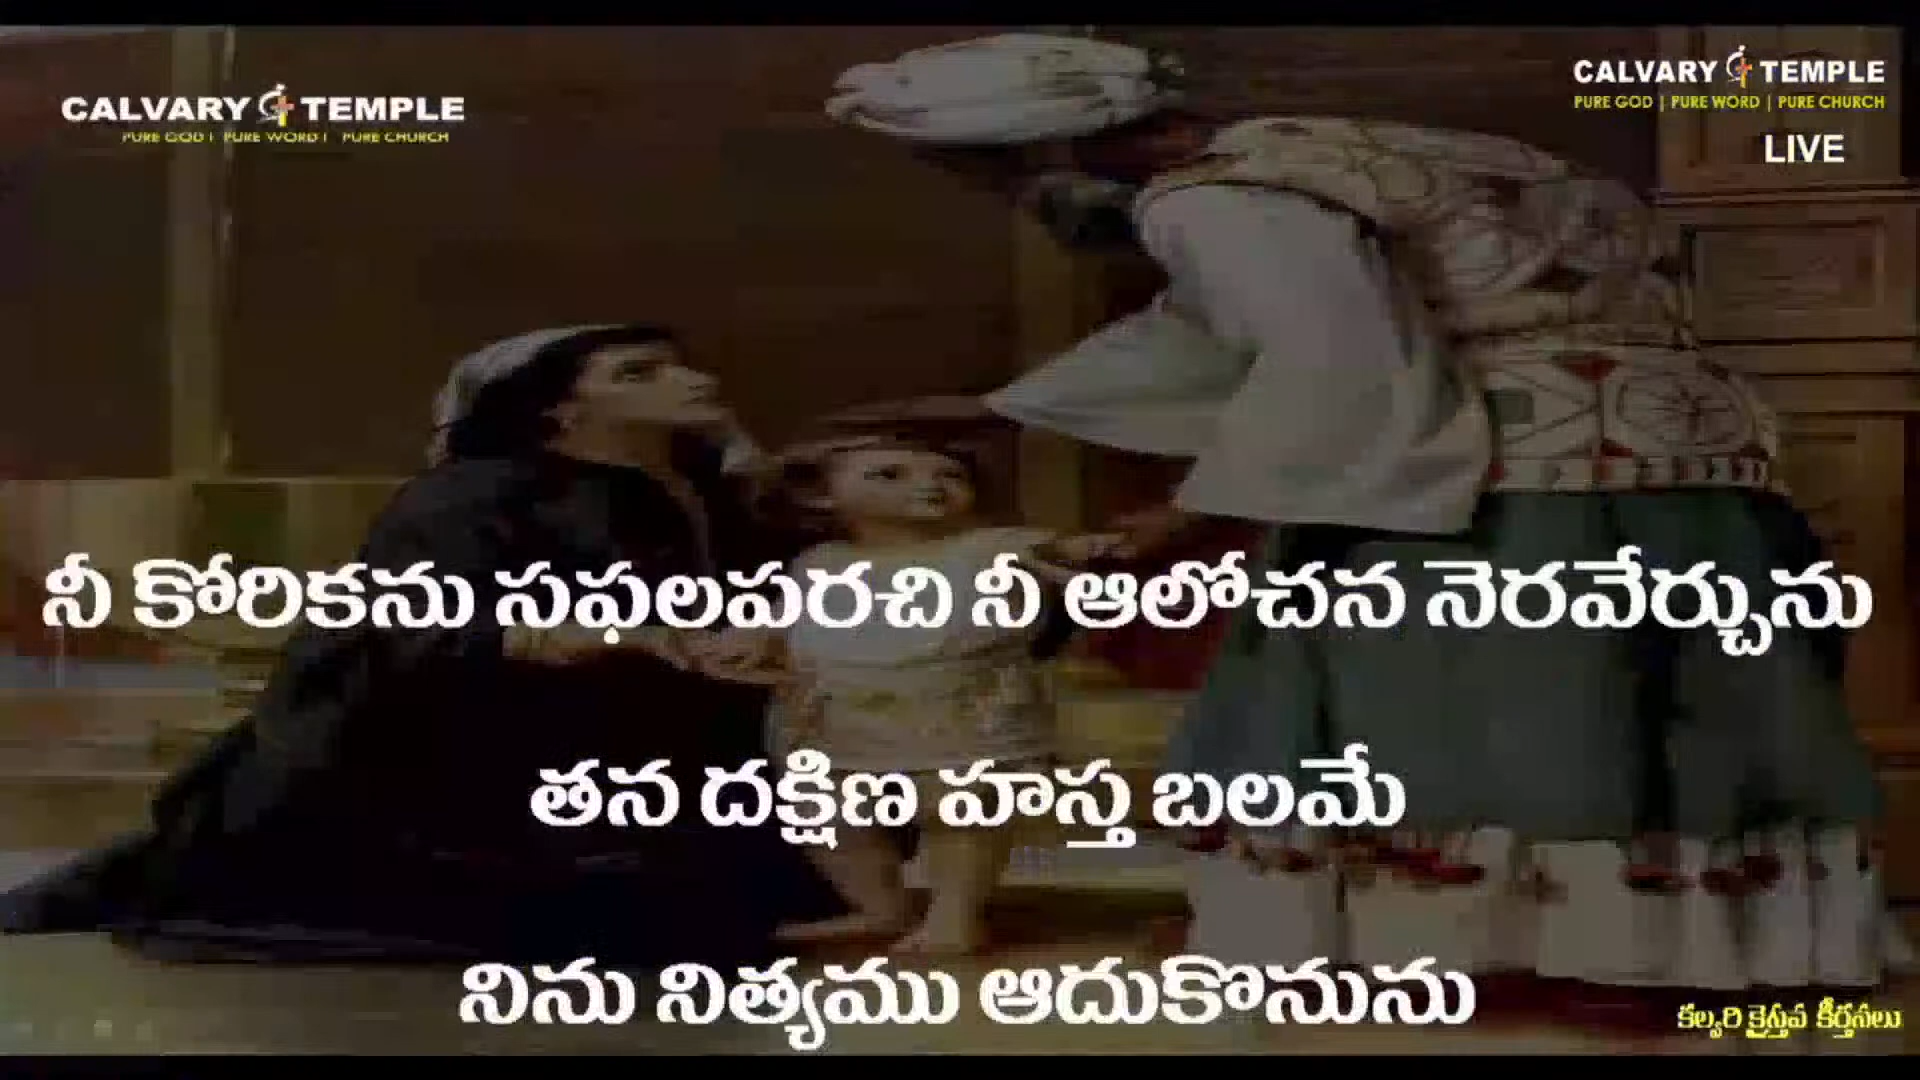 CALVARY TEMPLE
PURE GOD | PURE WORD | PURE CHURCH
CALVARY TEMPLE
PURE GOD | PURE WORD | PURE CHURCH
LIVE
నీ కోరికను సఫలపరచి నీ ఆలోచన నెరవేర్చును
తన దక్షిణ హస్త బలమే
నిను నిత్యము ఆదుకొనును
కల్వరి క్రైస్తవ కీర్తనలు